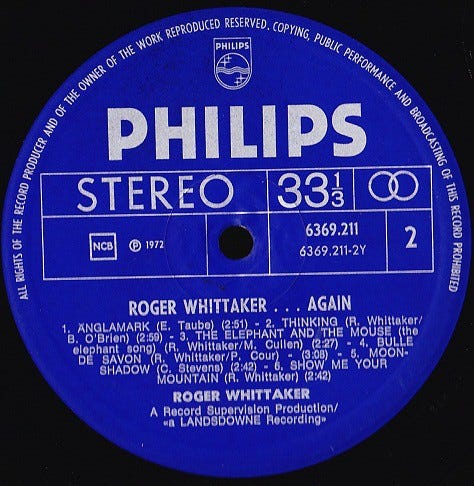 ALL RIGHTS OF THE RECORD PRODUCER AND OF THE OWNER OF THE WORK REPRODUCED RESERVED. COPYING, PUBLIC PERFORMANCE AND BROADCASTING OF THIS RECORD PROHIBITED
PHILIPS
PHILIPS
STEREO 33⅓
NCB Ⓟ 1972 6369.211 2
6369.211-2Y
ROGER WHITTAKER . . . AGAIN
1. ÄNGLAMARK (E. Taube) (2:51) - 2. THINKING (R. Whittaker/
B. O'Brien) (2:59) - 3. THE ELEPHANT AND THE MOUSE (the
elephant song) (R. Whittaker/M. Cullen) (2:27) - 4. BULLE
DE SAVON (R. Whittaker/P. Cour) - (3:08) - 5. MOON-
SHADOW (C. Stevens) (2:42) - 6. SHOW ME YOUR
MOUNTAIN (R. Whittaker) (2:42)
ROGER WHITTAKER
A Record Supervision Production/
«a LANSDOWNE Recording»